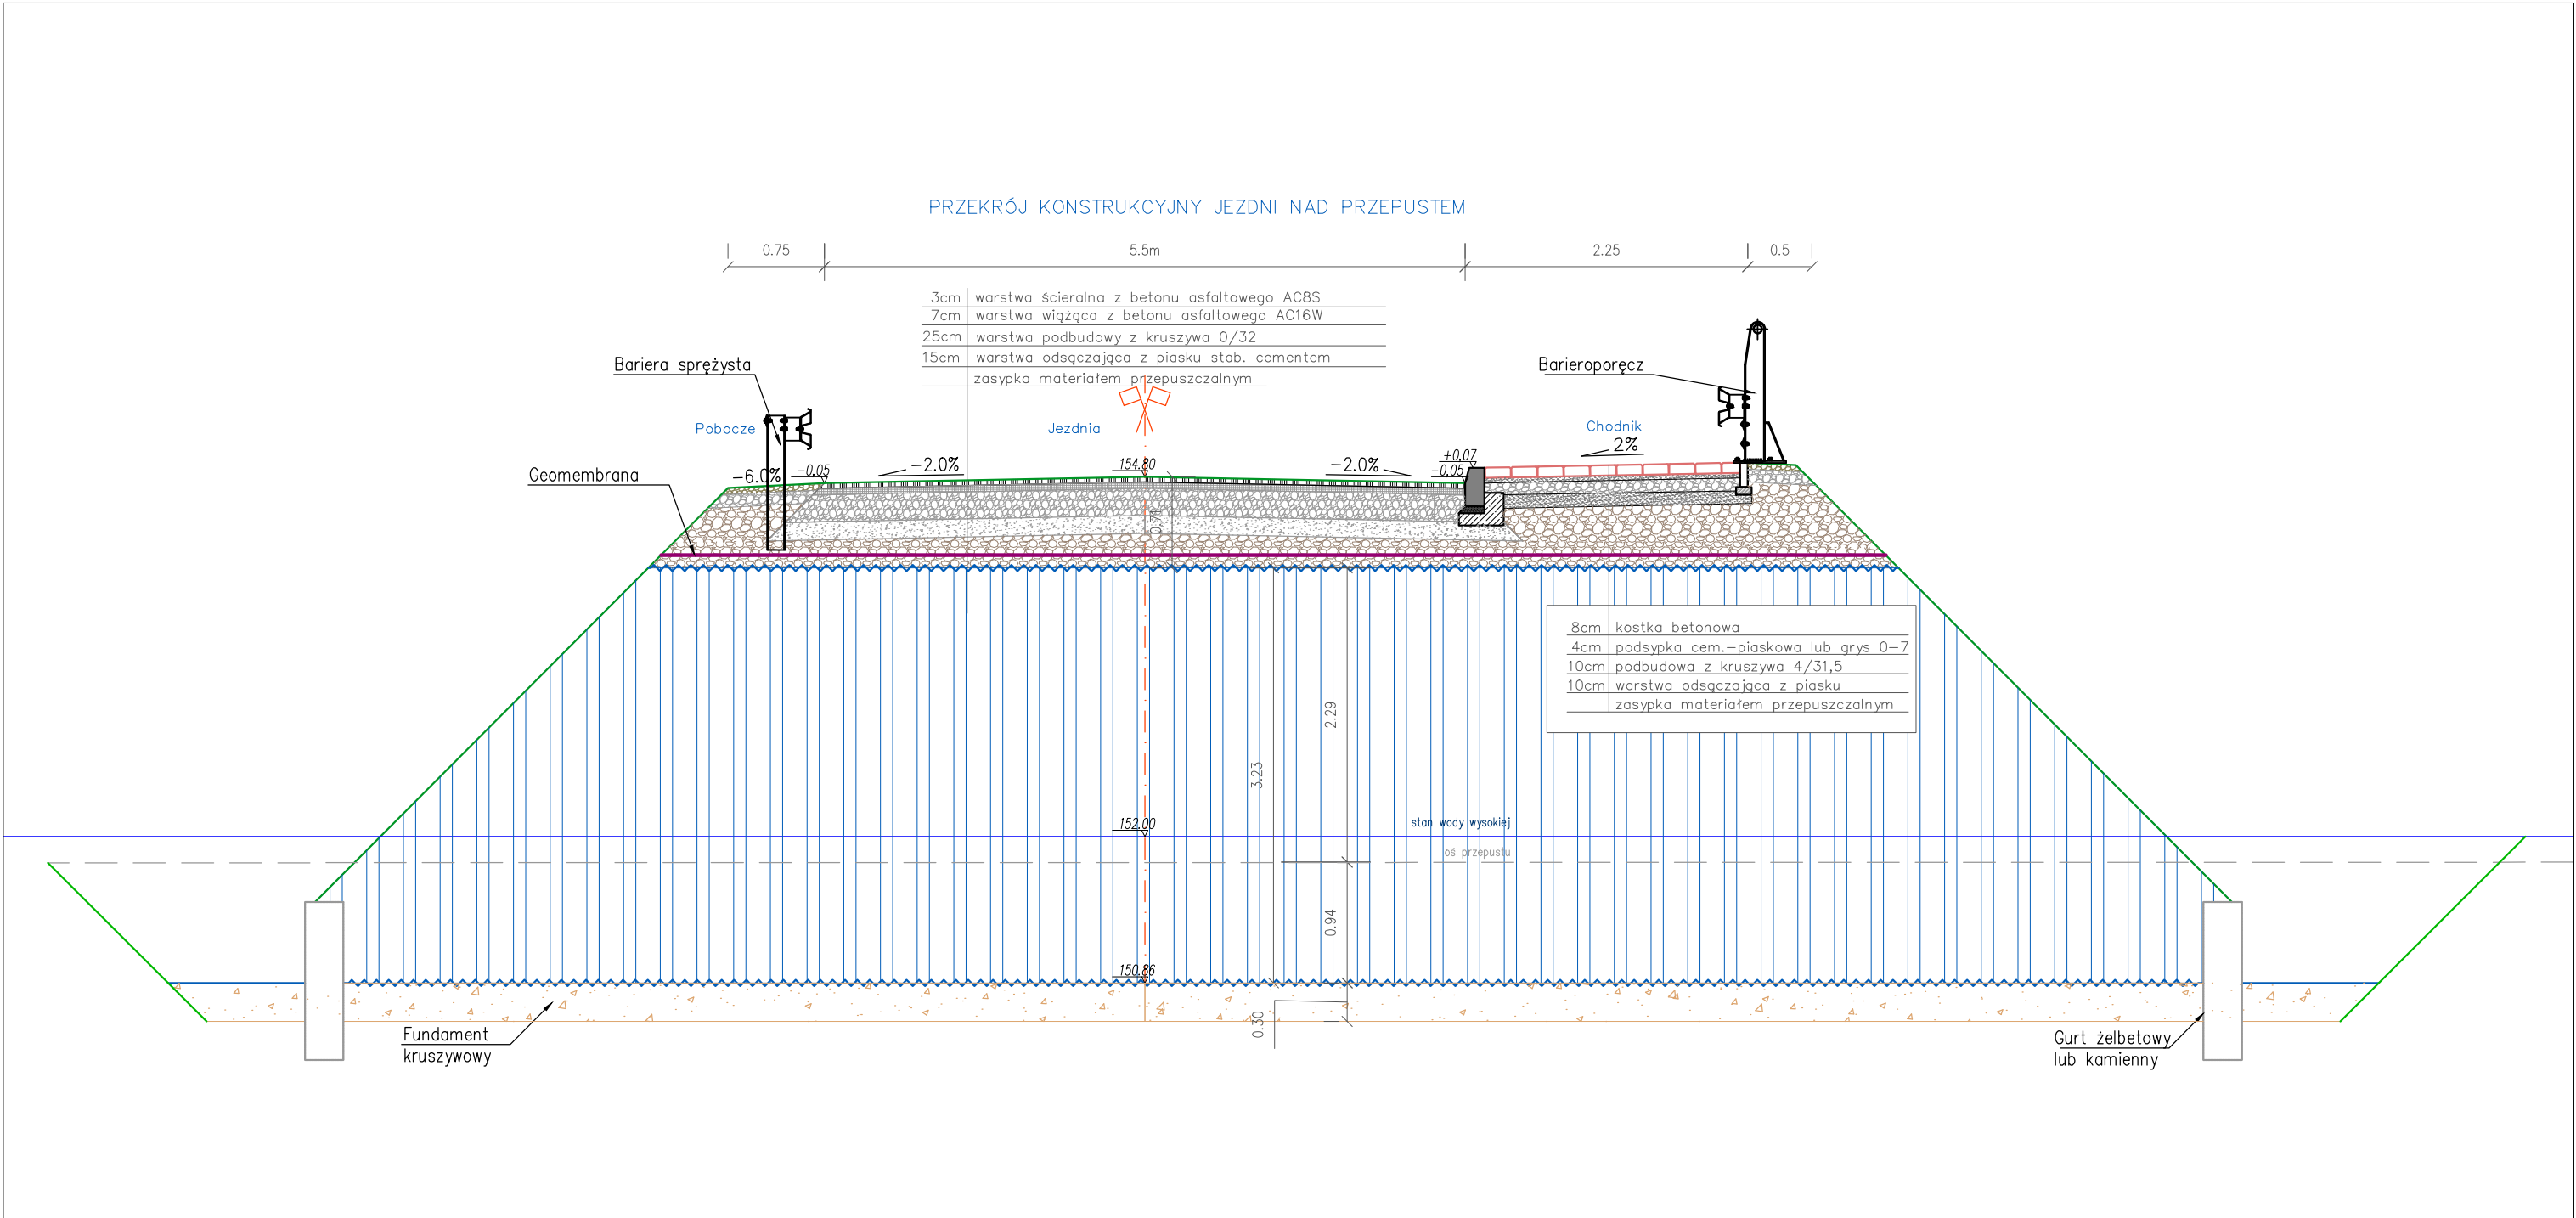 PRZEKRÓJ KONSTRUKCYJNY JEZDNI NAD PRZEPUSTEM
0.75
5.5m
2.25
0.5
3cm warstwa ścieralna z betonu asfaltowego AC8S
7cm warstwa wiążąca z betonu asfaltowego AC16W
25cm warstwa podbudowy z kruszywa 0/32
15cm warstwa odsączająca z piasku stab. cementem
zasypka materiałem przepuszczalnym
Bariera sprężysta
Barieroporęcz
Pobocze
Jezdnia
Chodnik
2%
Geomembrana
-6.0%
-0.05
-2.0%
154.80
-2.0%
+0.07
-0.05
0.71
8cm kostka betonowa
4cm podsypka cem.-piaskowa lub grys 0-7
10cm podbudowa z kruszywa 4/31,5
10cm warstwa odsączająca z piasku
zasypka materiałem przepuszczalnym
2.29
3.23
152.00
stan wody wysokiej
oś przepustu
0.94
150.86
0.30
Fundament
kruszywowy
Gurt żelbetowy
lub kamienny